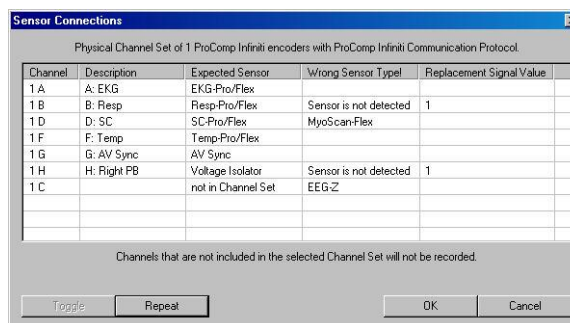 Sensor Connections
Physical Channel Set of 1 ProComp Infiniti encoders with ProComp Infiniti Communication Protocol.
Channel Description Expected Sensor Wrong Sensor Type! Replacement Signal Value
1 A A: EKG EKG-Pro/Flex
1 B B: Resp Resp-Pro/Flex Sensor is not detected 1
1 D D: SC SC-Pro/Flex MyoScan-Flex
1 F F: Temp Temp-Pro/Flex
1 G G: AV Sync AV Sync
1 H H: Right PB Voltage Isolator Sensor is not detected 1
1 C not in Channel Set EEG-Z
Channels that are not included in the selected Channel Set will not be recorded.
Toggle Repeat OK Cancel